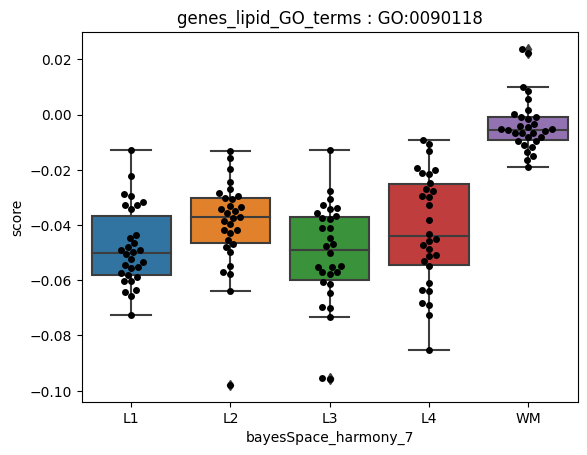 genes_lipid_GO_terms : GO:0090118
0.02
0.00
−0.02
−0.04
−0.06
−0.08
−0.10
score
L1 L2 L3 L4 WM
bayesSpace_harmony_7